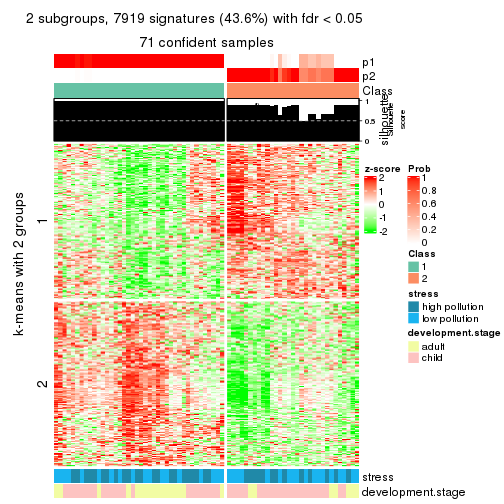 2 subgroups, 7919 signatures (43.6%) with fdr < 0.05
71 confident samples
p1
p2
Class
silhouette
Silhouette
score
1
0.5
0
k-means with 2 groups
1
2
z-score
2
1
0
-1
-2
Prob
1
0.8
0.6
0.4
0.2
0
Class
1
2
stress
high pollution
low pollution
development.stage
adult
child
stress
development.stage